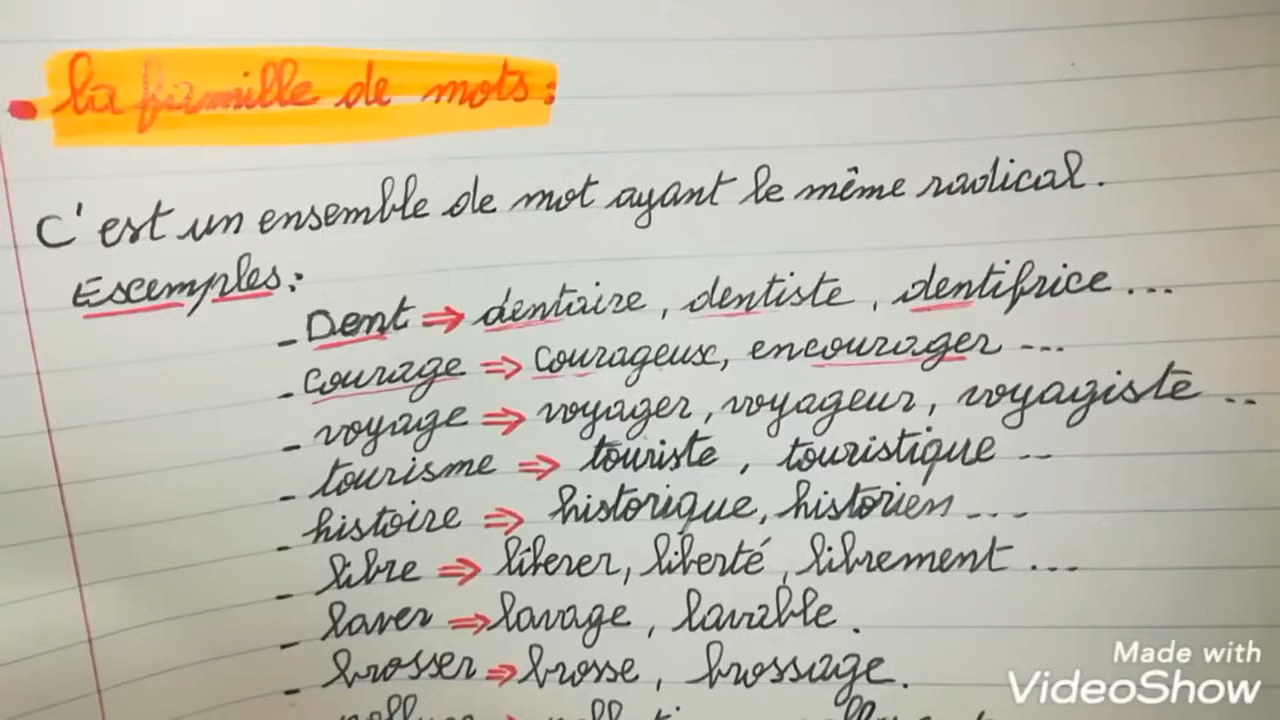 . la famille de mots:
C'est un ensemble de mot ayant le même radical.
Escemples:
- Dent ⇒ dentaire, dentiste, dentifrice...
- courage ⇒ courageux, encourager ...
- voyage ⇒ voyager, voyageur, voyagiste ..
- tourisme ⇒ touriste, touristique ...
- histoire ⇒ historique, historien ...
- libre ⇒ liberer, liberté, librement ...
- laver ⇒ lavage, lavable.
- brosser ⇒ brosse, brossage.
Made with
VideoShow